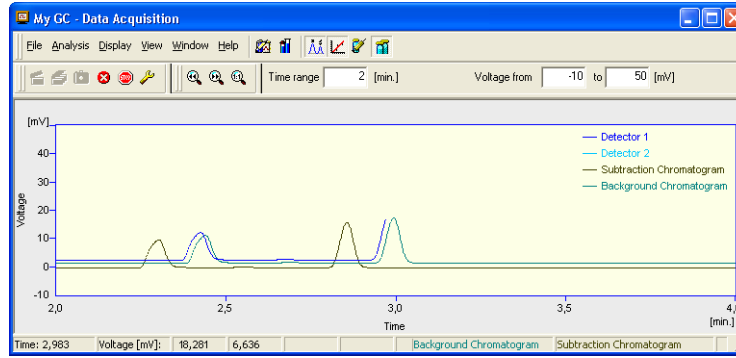 My GC - Data Acquisition
File Analysis Display View Window Help
Time range 2 [min.] Voltage from -10 to 50 [mV]
[mV]
40
30
20
10
0
-10
Voltage
Detector 1
Detector 2
Subtraction Chromatogram
Background Chromatogram
2,0 2,5 3,0 3,5 4,0
Time [min.]
Time: 2,983 Voltage [mV]: 18,281 6,636 Background Chromatogram Subtraction Chromatogram